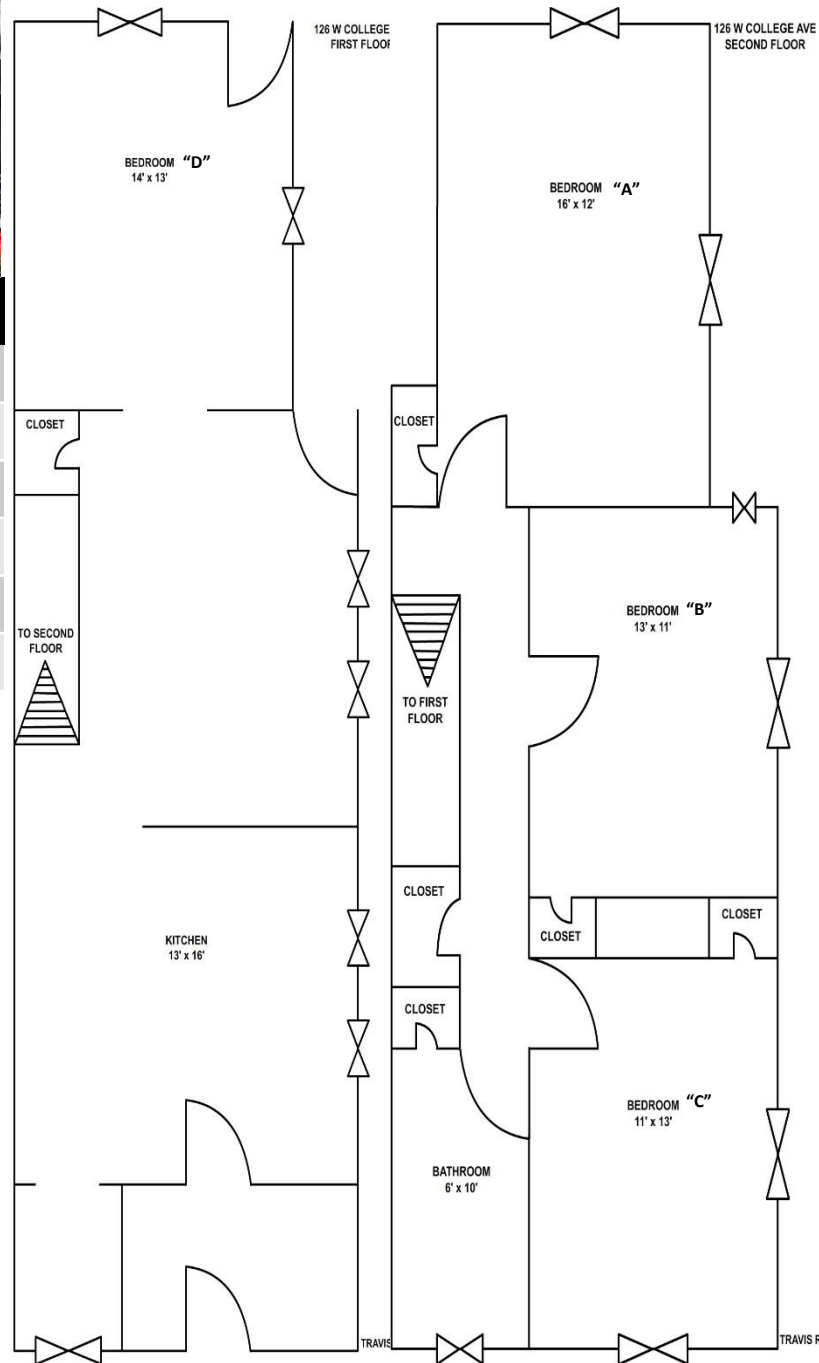 126 W COLLEGE
FIRST FLOOR
BEDROOM "D"
14' x 13'
CLOSET
TO SECOND
FLOOR
KITCHEN
13' x 16'
TRAVIS
126 W COLLEGE AVE
SECOND FLOOR
BEDROOM "A"
16' x 12'
CLOSET
BEDROOM "B"
13' x 11'
TO FIRST
FLOOR
CLOSET
CLOSET
CLOSET
CLOSET
BEDROOM "C"
11' x 13'
BATHROOM
6' x 10'
TRAVIS R